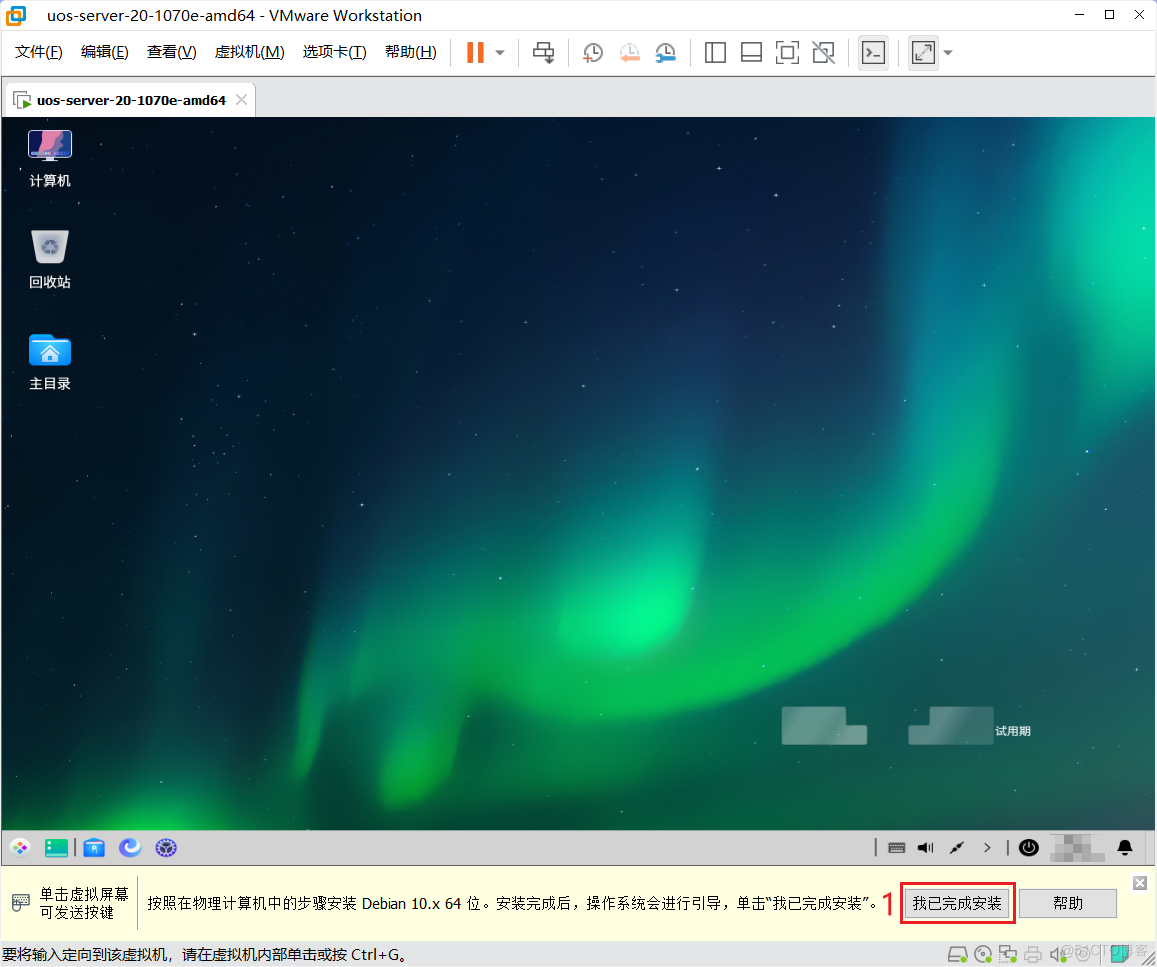 uos-server-20-1070e-amd64 - VMware Workstation
文件(F) 编辑(E) 查看(V) 虚拟机(M) 选项卡(T) 帮助(H)
uos-server-20-1070e-amd64
计算机
回收站
主目录
试用期
单击虚拟屏幕
可发送按键
按照在物理计算机中的步骤安装 Debian 10.x 64 位。安装完成后，操作系统会进行引导，单击“我已完成安装”。
1
我已完成安装
帮助
要将输入定向到该虚拟机，请在虚拟机内部单击或按 Ctrl+G。
@51CTO博客